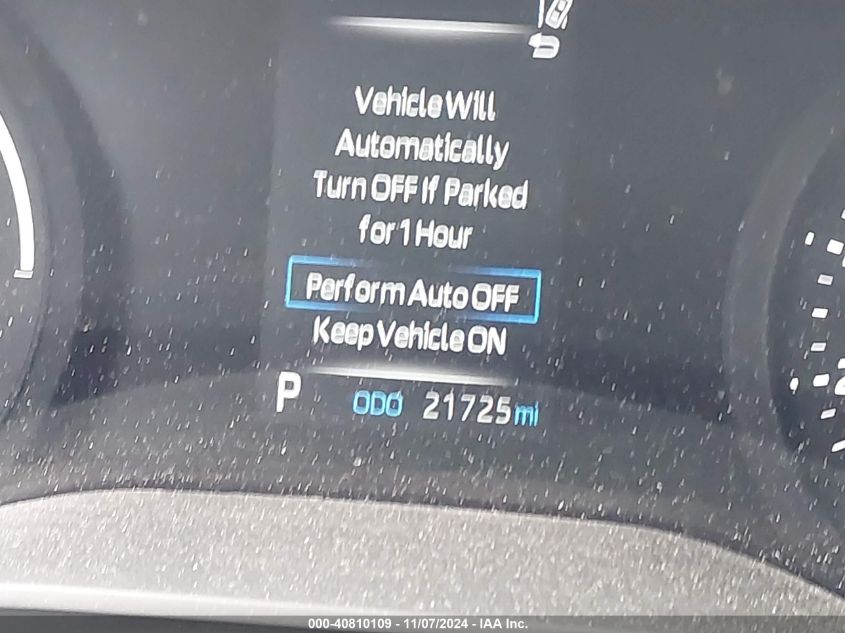 Vehicle Will
Automatically
Turn OFF If Parked
for 1 Hour
Perform Auto OFF
Keep Vehicle ON
P ODO 21725 mi
000-40810109 - 11/07/2024 - IAA Inc.